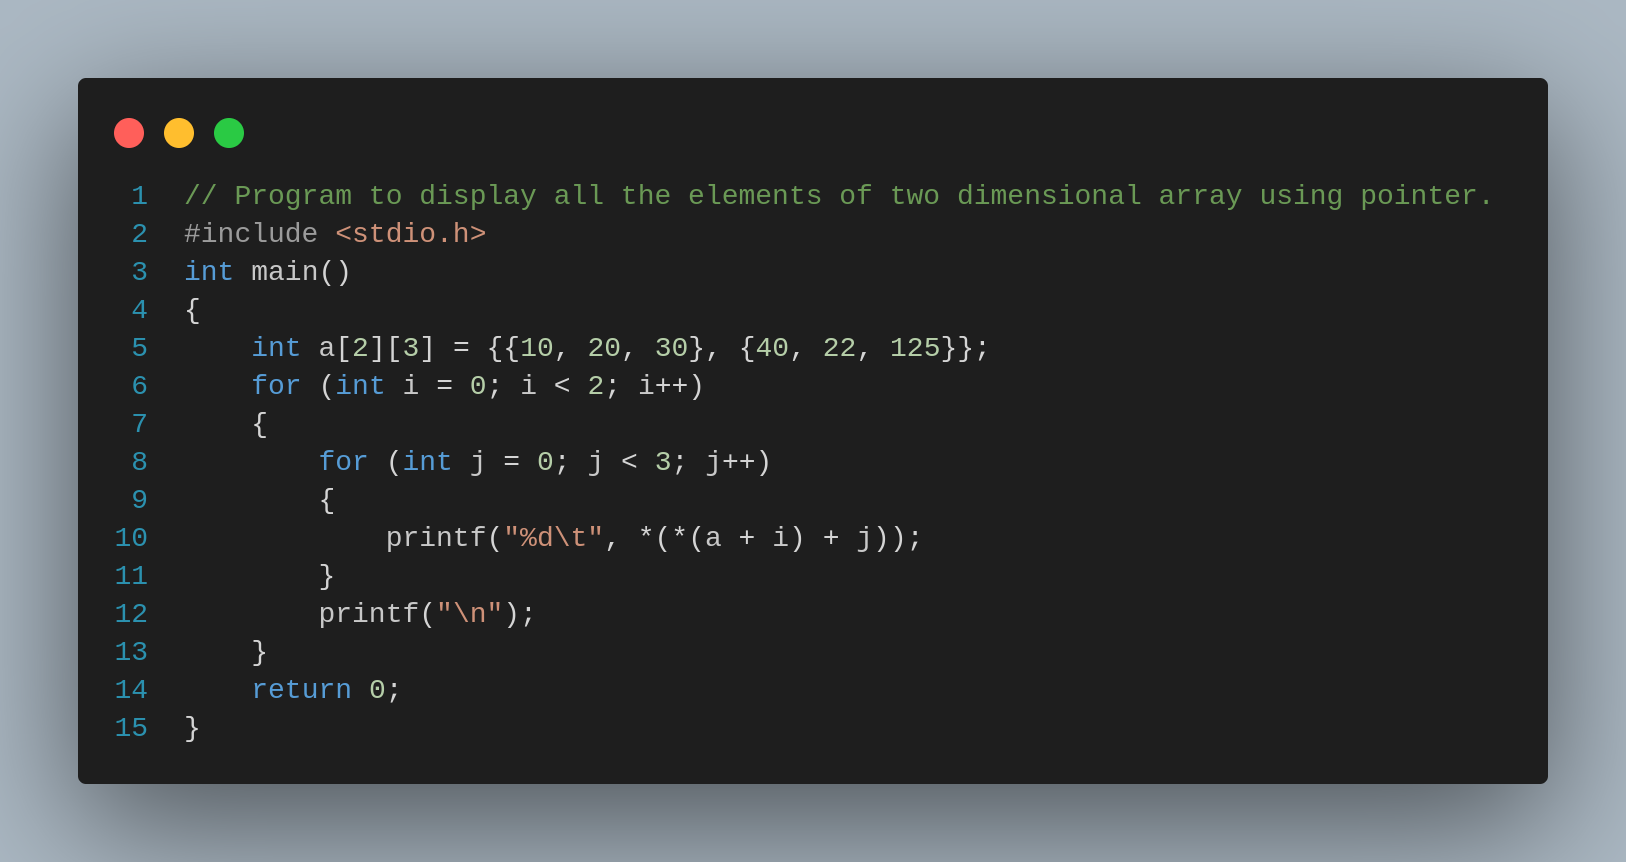 1 // Program to display all the elements of two dimensional array using pointer.
2 #include <stdio.h>
3 int main()
4 {
5     int a[2][3] = {{10, 20, 30}, {40, 22, 125}};
6     for (int i = 0; i < 2; i++)
7     {
8         for (int j = 0; j < 3; j++)
9         {
10             printf("%d\t", *(*(a + i) + j));
11         }
12         printf("\n");
13     }
14     return 0;
15 }